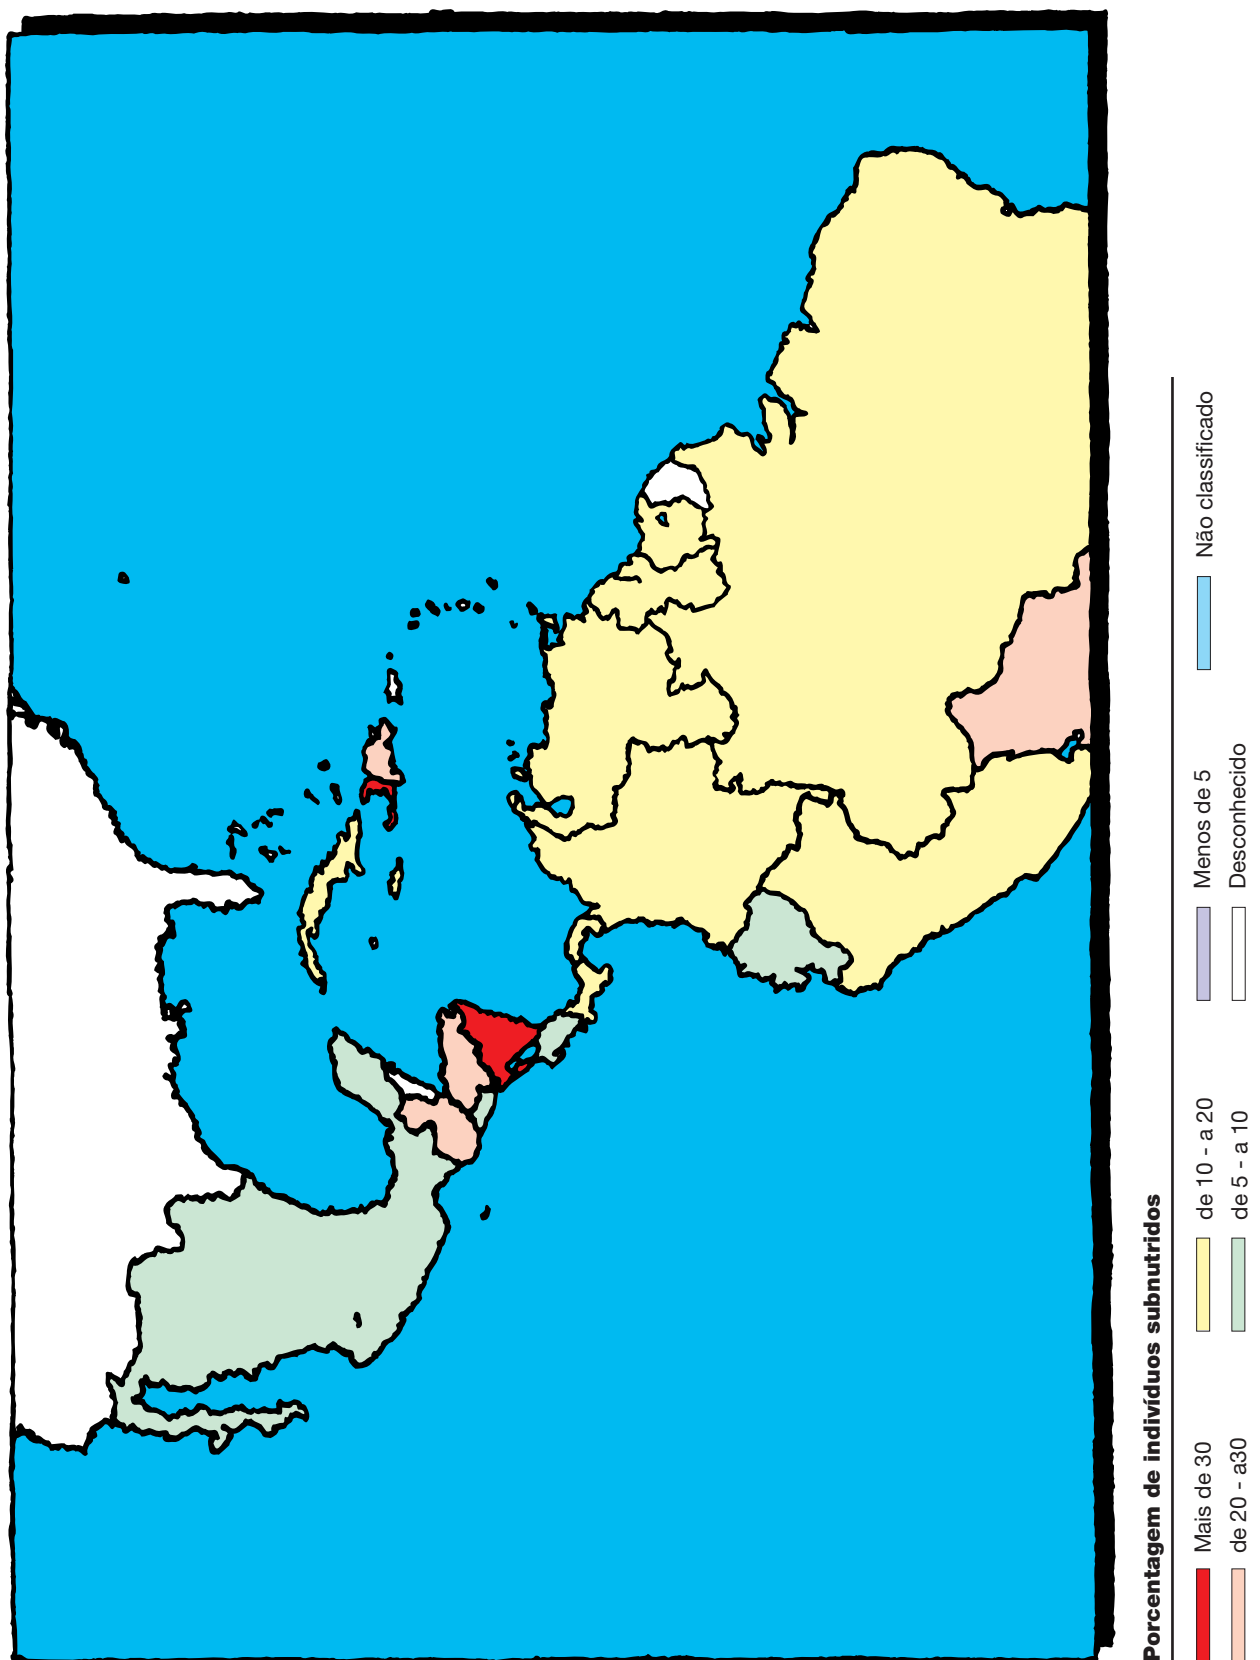 Porcentagem de indivíduos subnutridos
Mais de 30
de 10 - a 20
Menos de 5
Não classificado
de 20 - a30
de 5 - a 10
Desconhecido